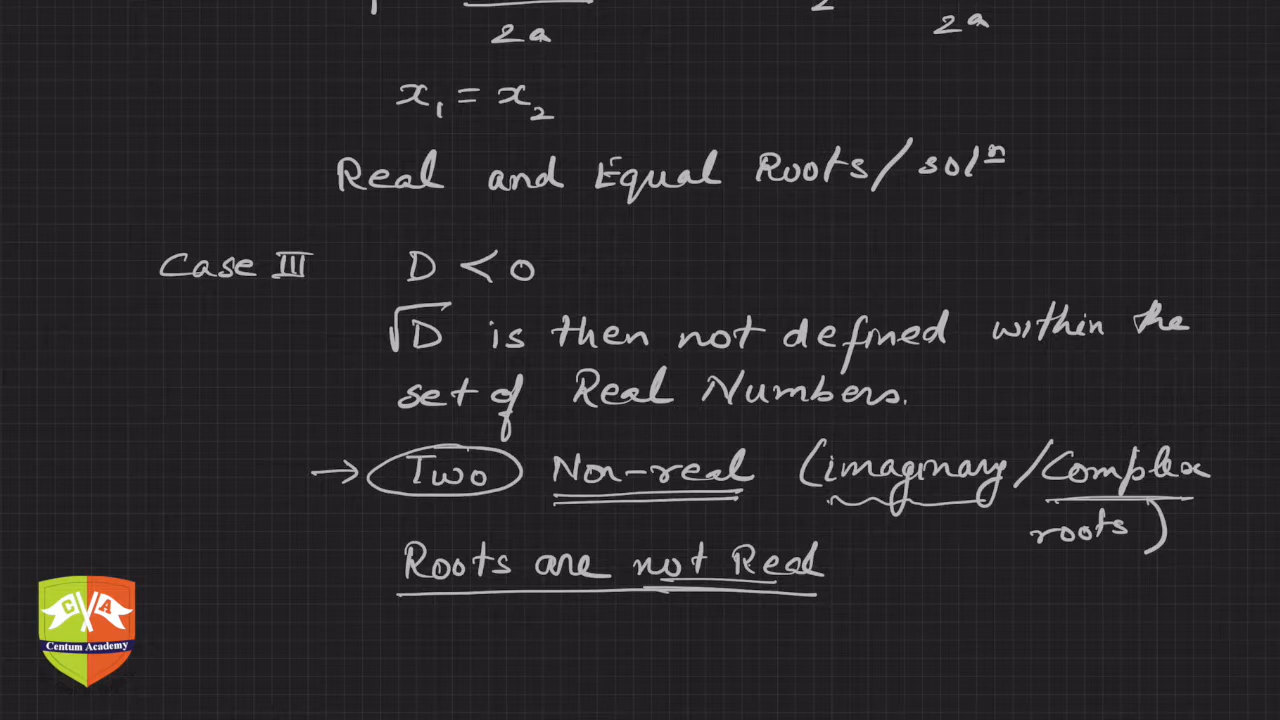 2a 2a
x₁ = x₂
Real and Equal Roots/solⁿ
Case III D < 0
√D is then not defined within the
set of Real Numbers.
→ Two Non-real (imaginary/Complex
roots)
Roots are not Real
C A
Centum Academy